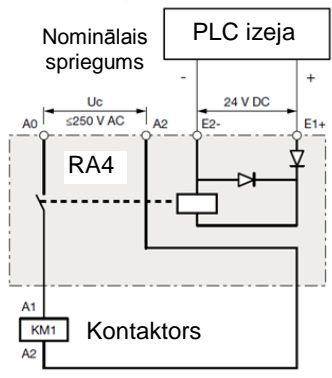 Nominālais
spriegums
PLC izeja
- +
Uc
≤250 V AC
24 V DC
A0 A2 E2- E1+
RA4
A1
KM1
A2
Kontaktors